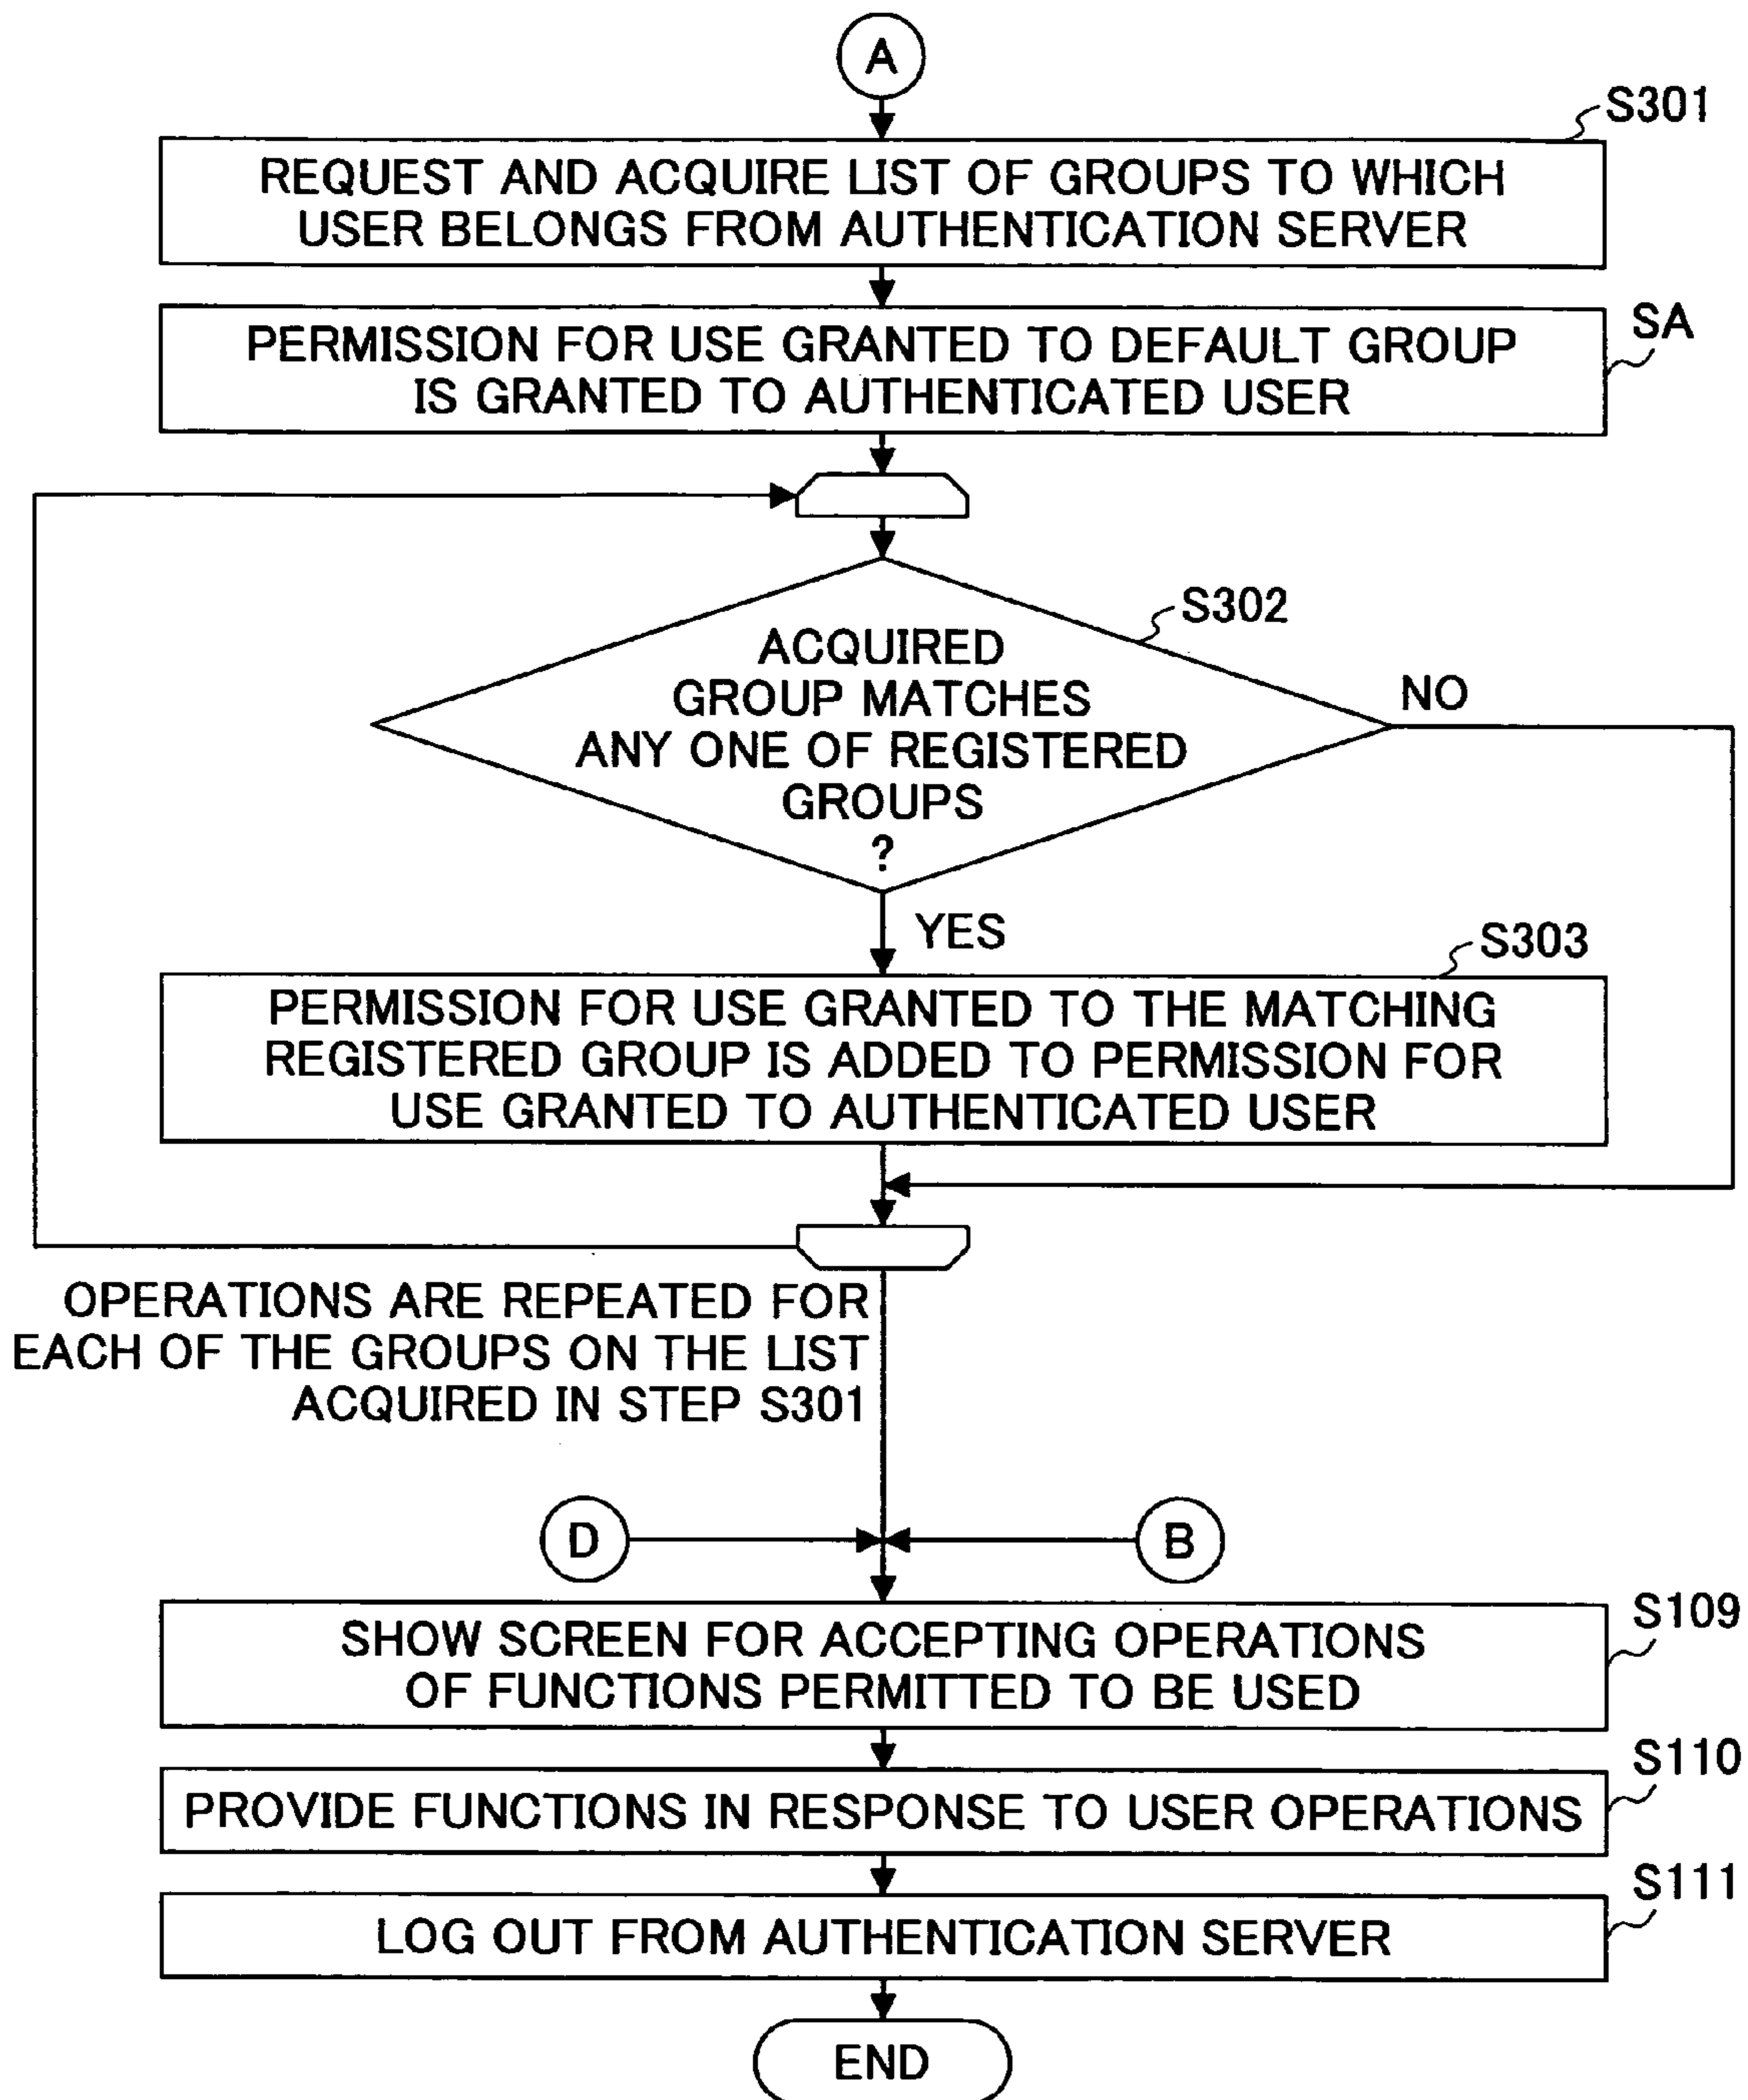 A
S301
REQUEST AND ACQUIRE LIST OF GROUPS TO WHICH
USER BELONGS FROM AUTHENTICATION SERVER
SA
PERMISSION FOR USE GRANTED TO DEFAULT GROUP
IS GRANTED TO AUTHENTICATED USER
S302
ACQUIRED
GROUP MATCHES
ANY ONE OF REGISTERED
GROUPS
?
NO
YES
S303
PERMISSION FOR USE GRANTED TO THE MATCHING
REGISTERED GROUP IS ADDED TO PERMISSION FOR
USE GRANTED TO AUTHENTICATED USER
OPERATIONS ARE REPEATED FOR
EACH OF THE GROUPS ON THE LIST
ACQUIRED IN STEP S301
D
B
S109
SHOW SCREEN FOR ACCEPTING OPERATIONS
OF FUNCTIONS PERMITTED TO BE USED
S110
PROVIDE FUNCTIONS IN RESPONSE TO USER OPERATIONS
S111
LOG OUT FROM AUTHENTICATION SERVER
END